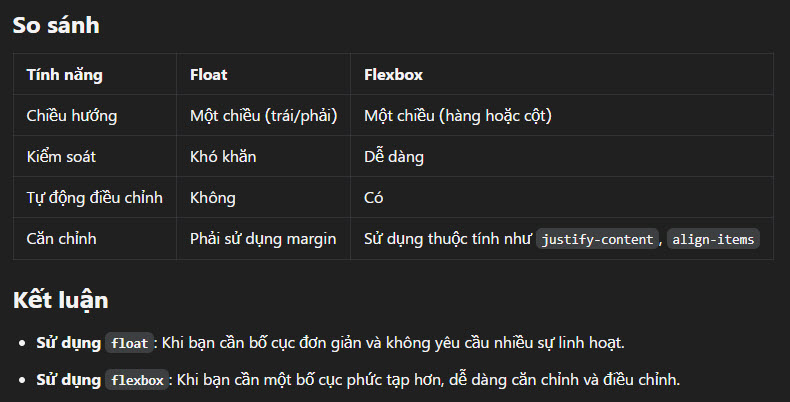 So sánh
Tính năng Float Flexbox
Chiều hướng Một chiều (trái/phải) Một chiều (hàng hoặc cột)
Kiểm soát Khó khăn Dễ dàng
Tự động điều chỉnh Không Có
Căn chỉnh Phải sử dụng margin Sử dụng thuộc tính như justify-content, align-items
Kết luận
• Sử dụng float: Khi bạn cần bố cục đơn giản và không yêu cầu nhiều sự linh hoạt.
• Sử dụng flexbox: Khi bạn cần một bố cục phức tạp hơn, dễ dàng căn chỉnh và điều chỉnh.